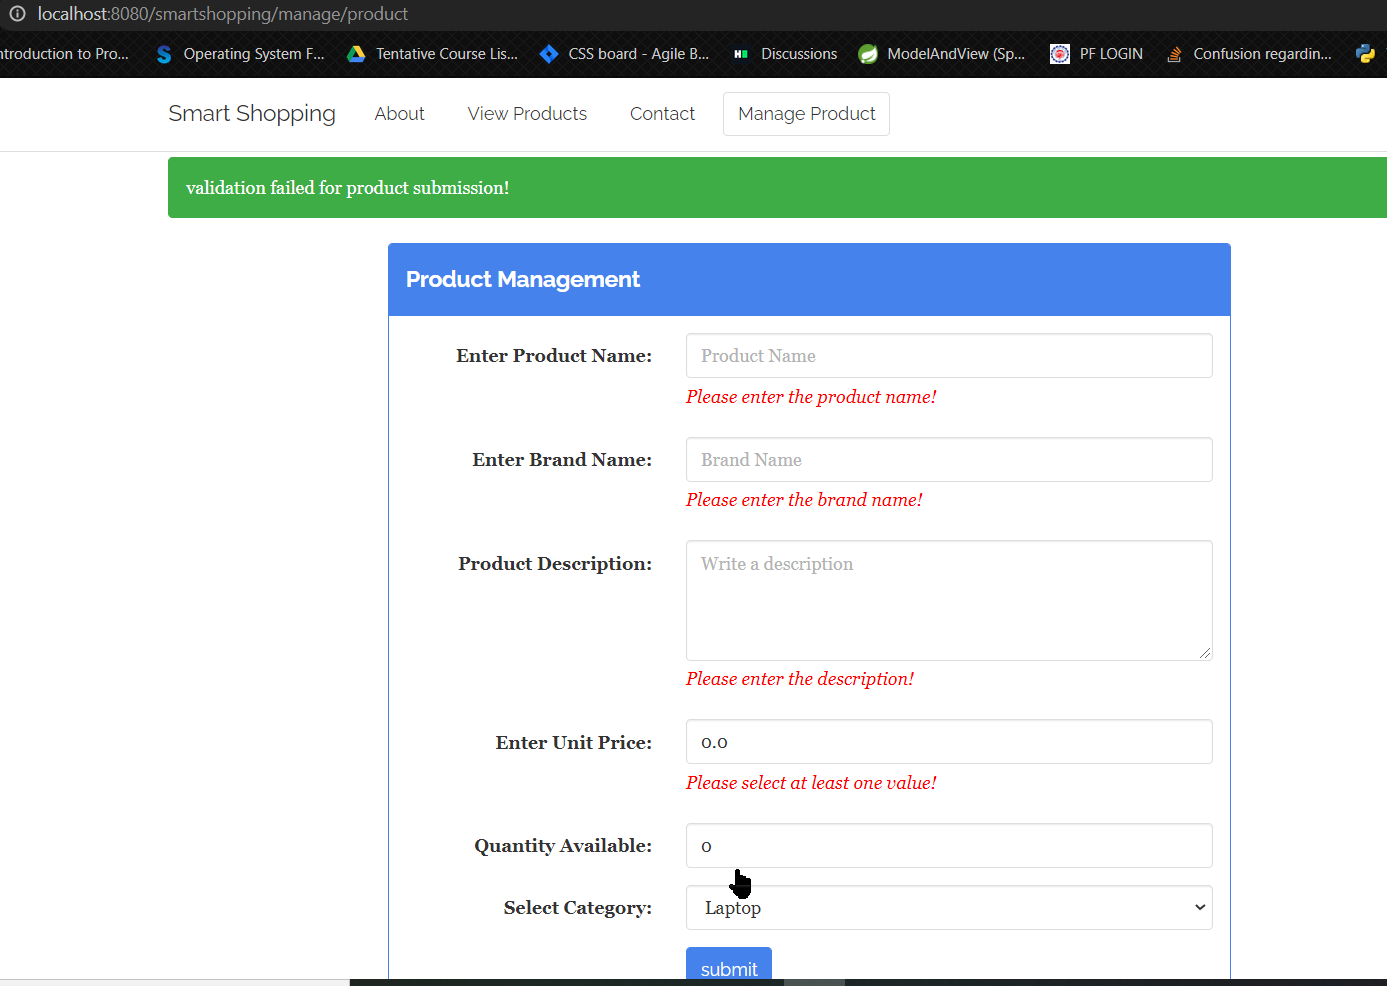 localhost:8080/smartshopping/manage/product
ntroduction to Pro... Operating System F... Tentative Course Lis... CSS board - Agile B... Discussions ModelAndView (Sp... PF LOGIN Confusion regardin...
Smart Shopping About View Products Contact Manage Product
validation failed for product submission!
Product Management
Enter Product Name: Product Name
Please enter the product name!
Enter Brand Name: Brand Name
Please enter the brand name!
Product Description: Write a description
Please enter the description!
Enter Unit Price: 0.0
Please select at least one value!
Quantity Available: 0
Select Category: Laptop
submit